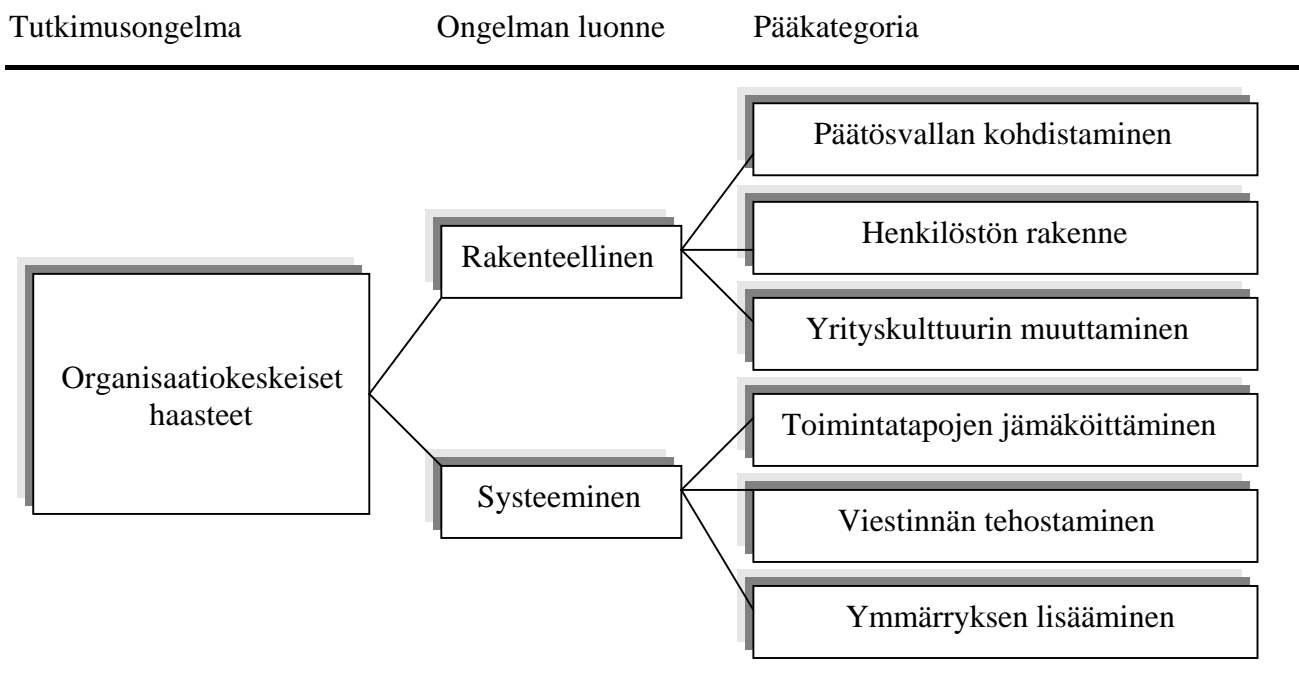 Tutkimusongelma Ongelman luonne Pääkategoria
Päätösvallan kohdistaminen
Henkilöstön rakenne
Rakenteellinen
Yrityskulttuurin muuttaminen
Organisaatiokeskeiset
haasteet
Toimintatapojen jämäköittäminen
Systeeminen
Viestinnän tehostaminen
Ymmärryksen lisääminen